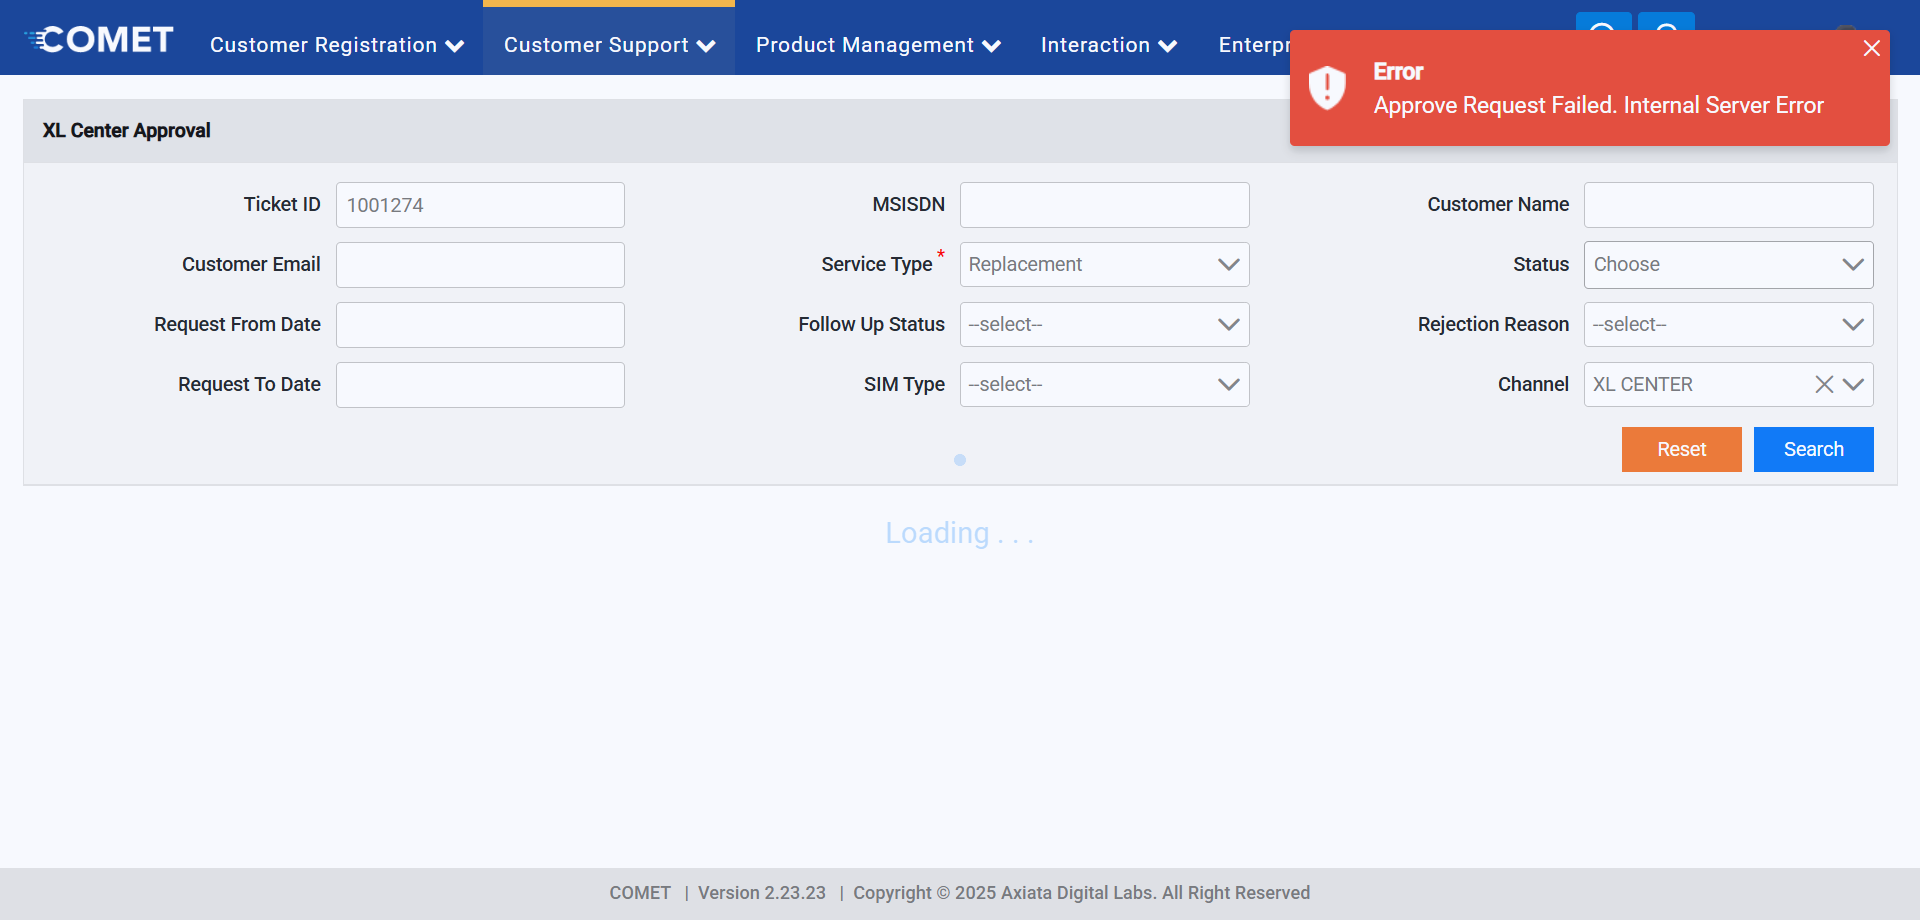 COMET
Customer Registration
Customer Support
Product Management
Interaction
Error
Approve Request Failed. Internal Server Error
XL Center Approval
Ticket ID
1001274
MSISDN
Customer Name
Customer Email
Service Type *
Replacement
Status
Choose
Request From Date
Follow Up Status
--select--
Rejection Reason
--select--
Request To Date
SIM Type
--select--
Channel
XL CENTER
Reset
Search
Loading . . .
COMET | Version 2.23.23 | Copyright © 2025 Axiata Digital Labs. All Right Reserved